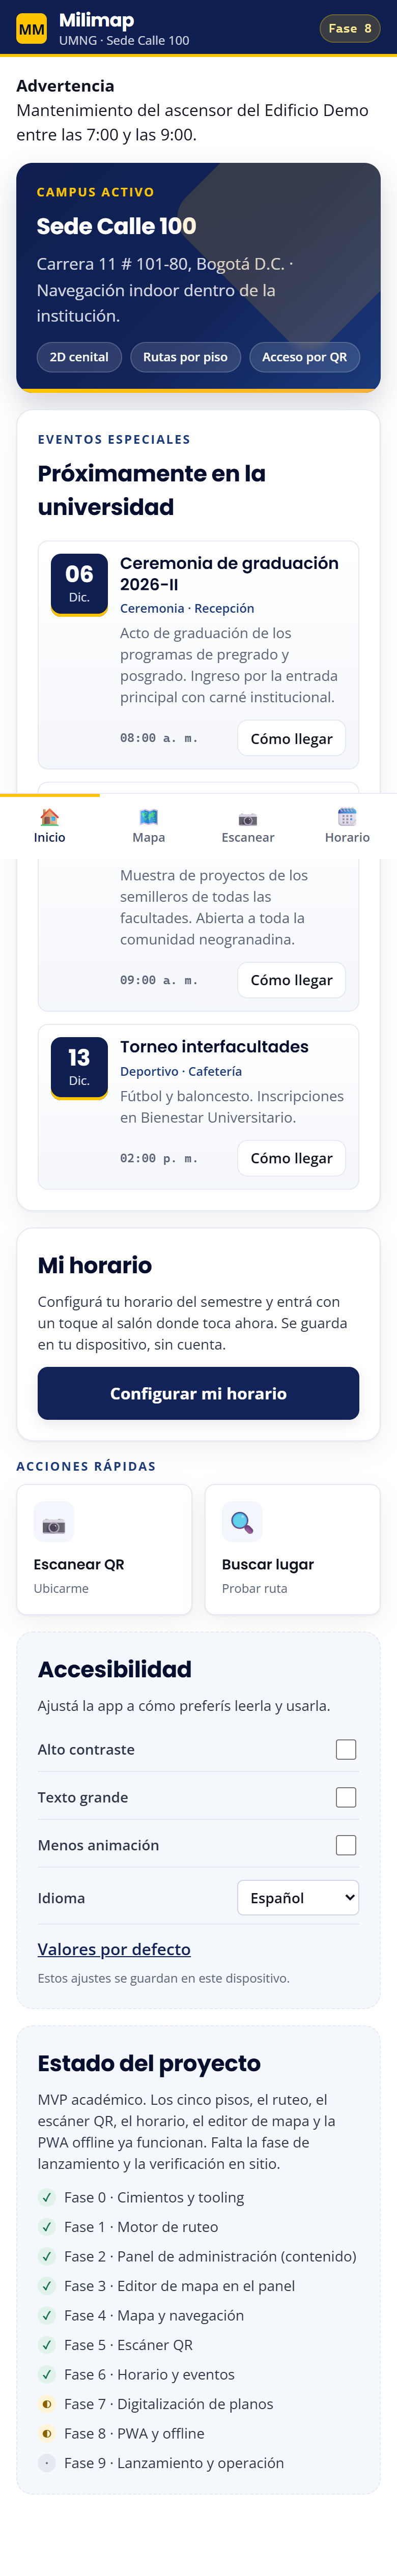 MM
Milimap
UMNG · Sede Calle 100
Fase 8
Advertencia
Mantenimiento del ascensor del Edificio Demo
entre las 7:00 y las 9:00.
CAMPUS ACTIVO
Sede Calle 100
Carrera 11 # 101-80, Bogotá D.C. ·
Navegación indoor dentro de la
institución.
2D cenital
Rutas por piso
Acceso por QR
EVENTOS ESPECIALES
Próximamente en la
universidad
06
Dic.
Ceremonia de graduación
2026-II
Ceremonia · Recepción
Acto de graduación de los
programas de pregrado y
posgrado. Ingreso por la entrada
principal con carné institucional.
08:00 a. m.
Cómo llegar
Inicio
Mapa
Escanear
Horario
Muestra de proyectos de los
semilleros de todas las
facultades. Abierta a toda la
comunidad neogranadina.
09:00 a. m.
Cómo llegar
13
Dic.
Torneo interfacultades
Deportivo · Cafetería
Fútbol y baloncesto. Inscripciones
en Bienestar Universitario.
02:00 p. m.
Cómo llegar
Mi horario
Configurá tu horario del semestre y entrá con
un toque al salón donde toca ahora. Se guarda
en tu dispositivo, sin cuenta.
Configurar mi horario
ACCIONES RÁPIDAS
Escanear QR
Ubicarme
Buscar lugar
Probar ruta
Accesibilidad
Ajustá la app a cómo preferís leerla y usarla.
Alto contraste
Texto grande
Menos animación
Idioma
Español
Valores por defecto
Estos ajustes se guardan en este dispositivo.
Estado del proyecto
MVP académico. Los cinco pisos, el ruteo, el
escáner QR, el horario, el editor de mapa y la
PWA offline ya funcionan. Falta la fase de
lanzamiento y la verificación en sitio.
✓ Fase 0 · Cimientos y tooling
✓ Fase 1 · Motor de ruteo
✓ Fase 2 · Panel de administración (contenido)
✓ Fase 3 · Editor de mapa en el panel
✓ Fase 4 · Mapa y navegación
✓ Fase 5 · Escáner QR
✓ Fase 6 · Horario y eventos
◐ Fase 7 · Digitalización de planos
◐ Fase 8 · PWA y offline
· Fase 9 · Lanzamiento y operación